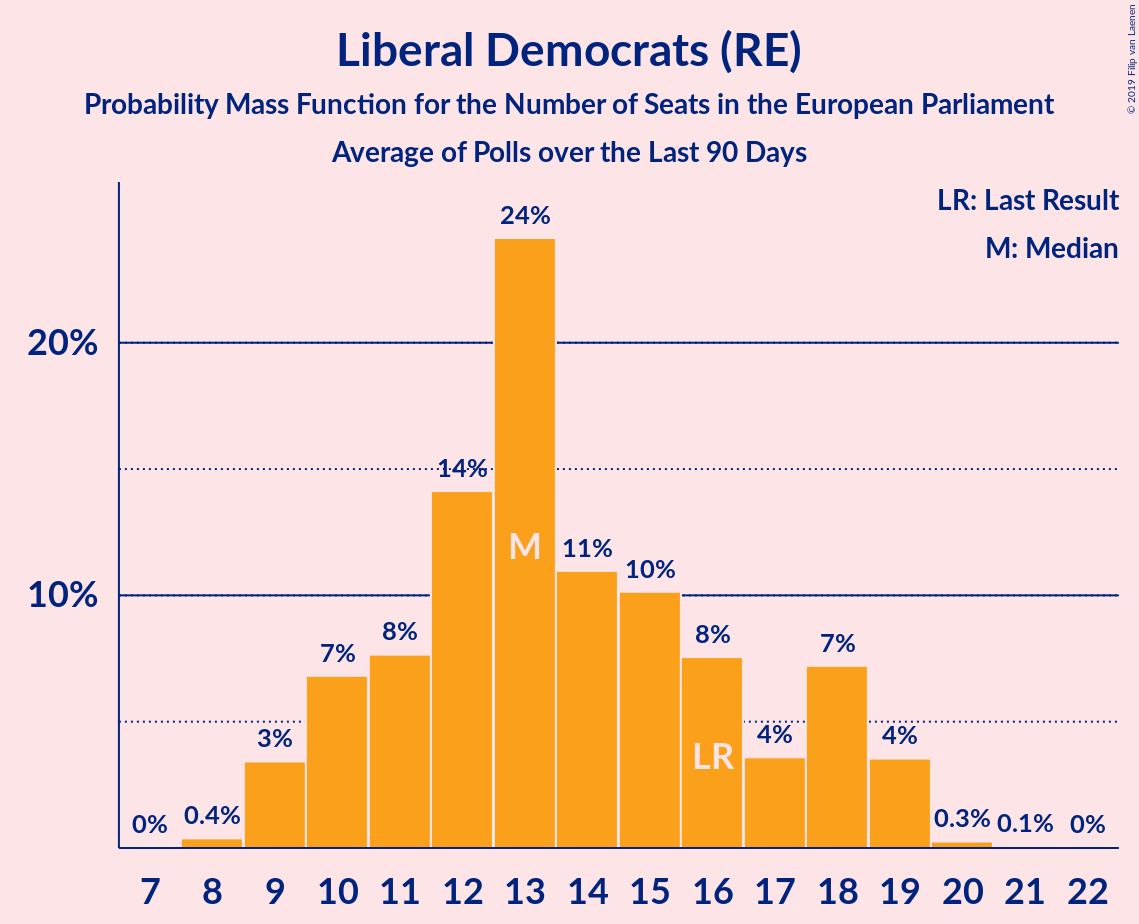 Liberal Democrats (RE)
Probability Mass Function for the Number of Seats in the European Parliament
Average of Polls over the Last 90 Days
© 2019 Filip van Laenen
LR: Last Result
M: Median
24%
20%
14%
M
11%
10%
10%
8%
8%
7%
7%
3%
LR
4%
4%
0%
0.4%
0.3%
0.1%
0%
7 8 9 10 11 12 13 14 15 16 17 18 19 20 21 22